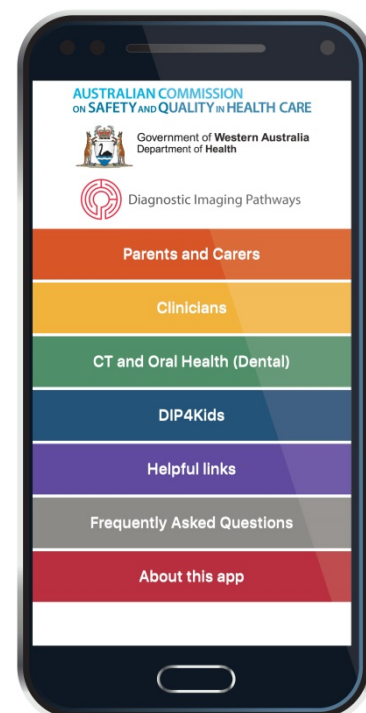 AUSTRALIAN COMMISSION
ON SAFETY AND QUALITY IN HEALTH CARE
Government of Western Australia
Department of Health
Diagnostic Imaging Pathways
Parents and Carers
Clinicians
CT and Oral Health (Dental)
DIP4Kids
Helpful links
Frequently Asked Questions
About this app